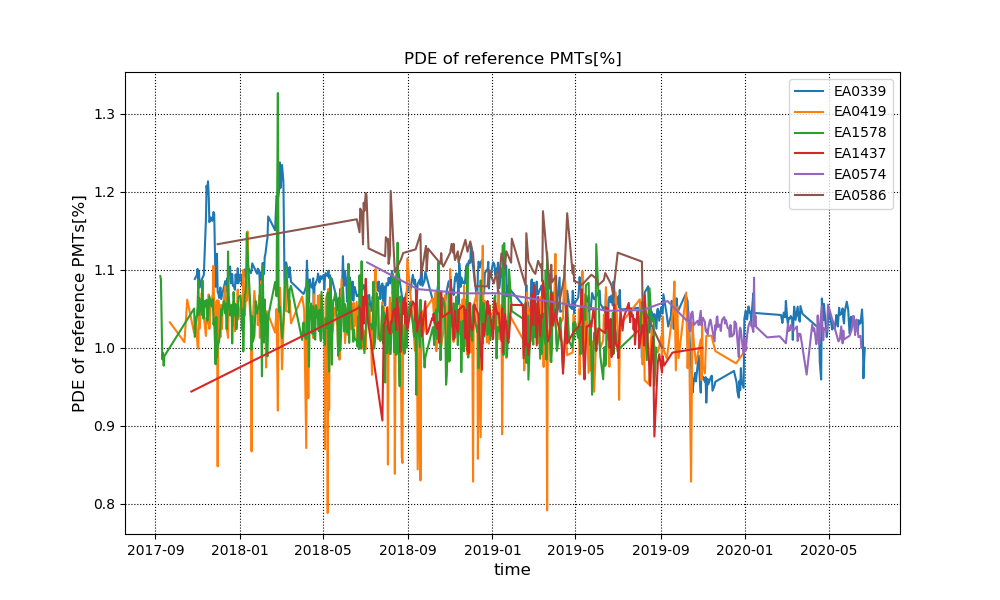 PDE of reference PMTs[%]
EA0339
EA0419
EA1578
EA1437
EA0574
EA0586
PDE of reference PMTs[%]
1.3
1.2
1.1
1.0
0.9
0.8
2017-09 2018-01 2018-05 2018-09 2019-01 2019-05 2019-09 2020-01 2020-05
time